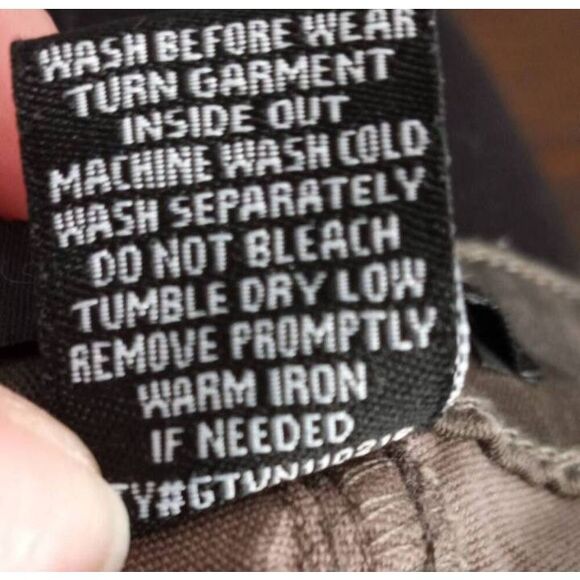 WASH BEFORE WEAR
TURN GARMENT
INSIDE OUT
MACHINE WASH COLD
WASH SEPARATELY
DO NOT BLEACH
TUMBLE DRY LOW
REMOVE PROMPTLY
WARM IRON
IF NEEDED